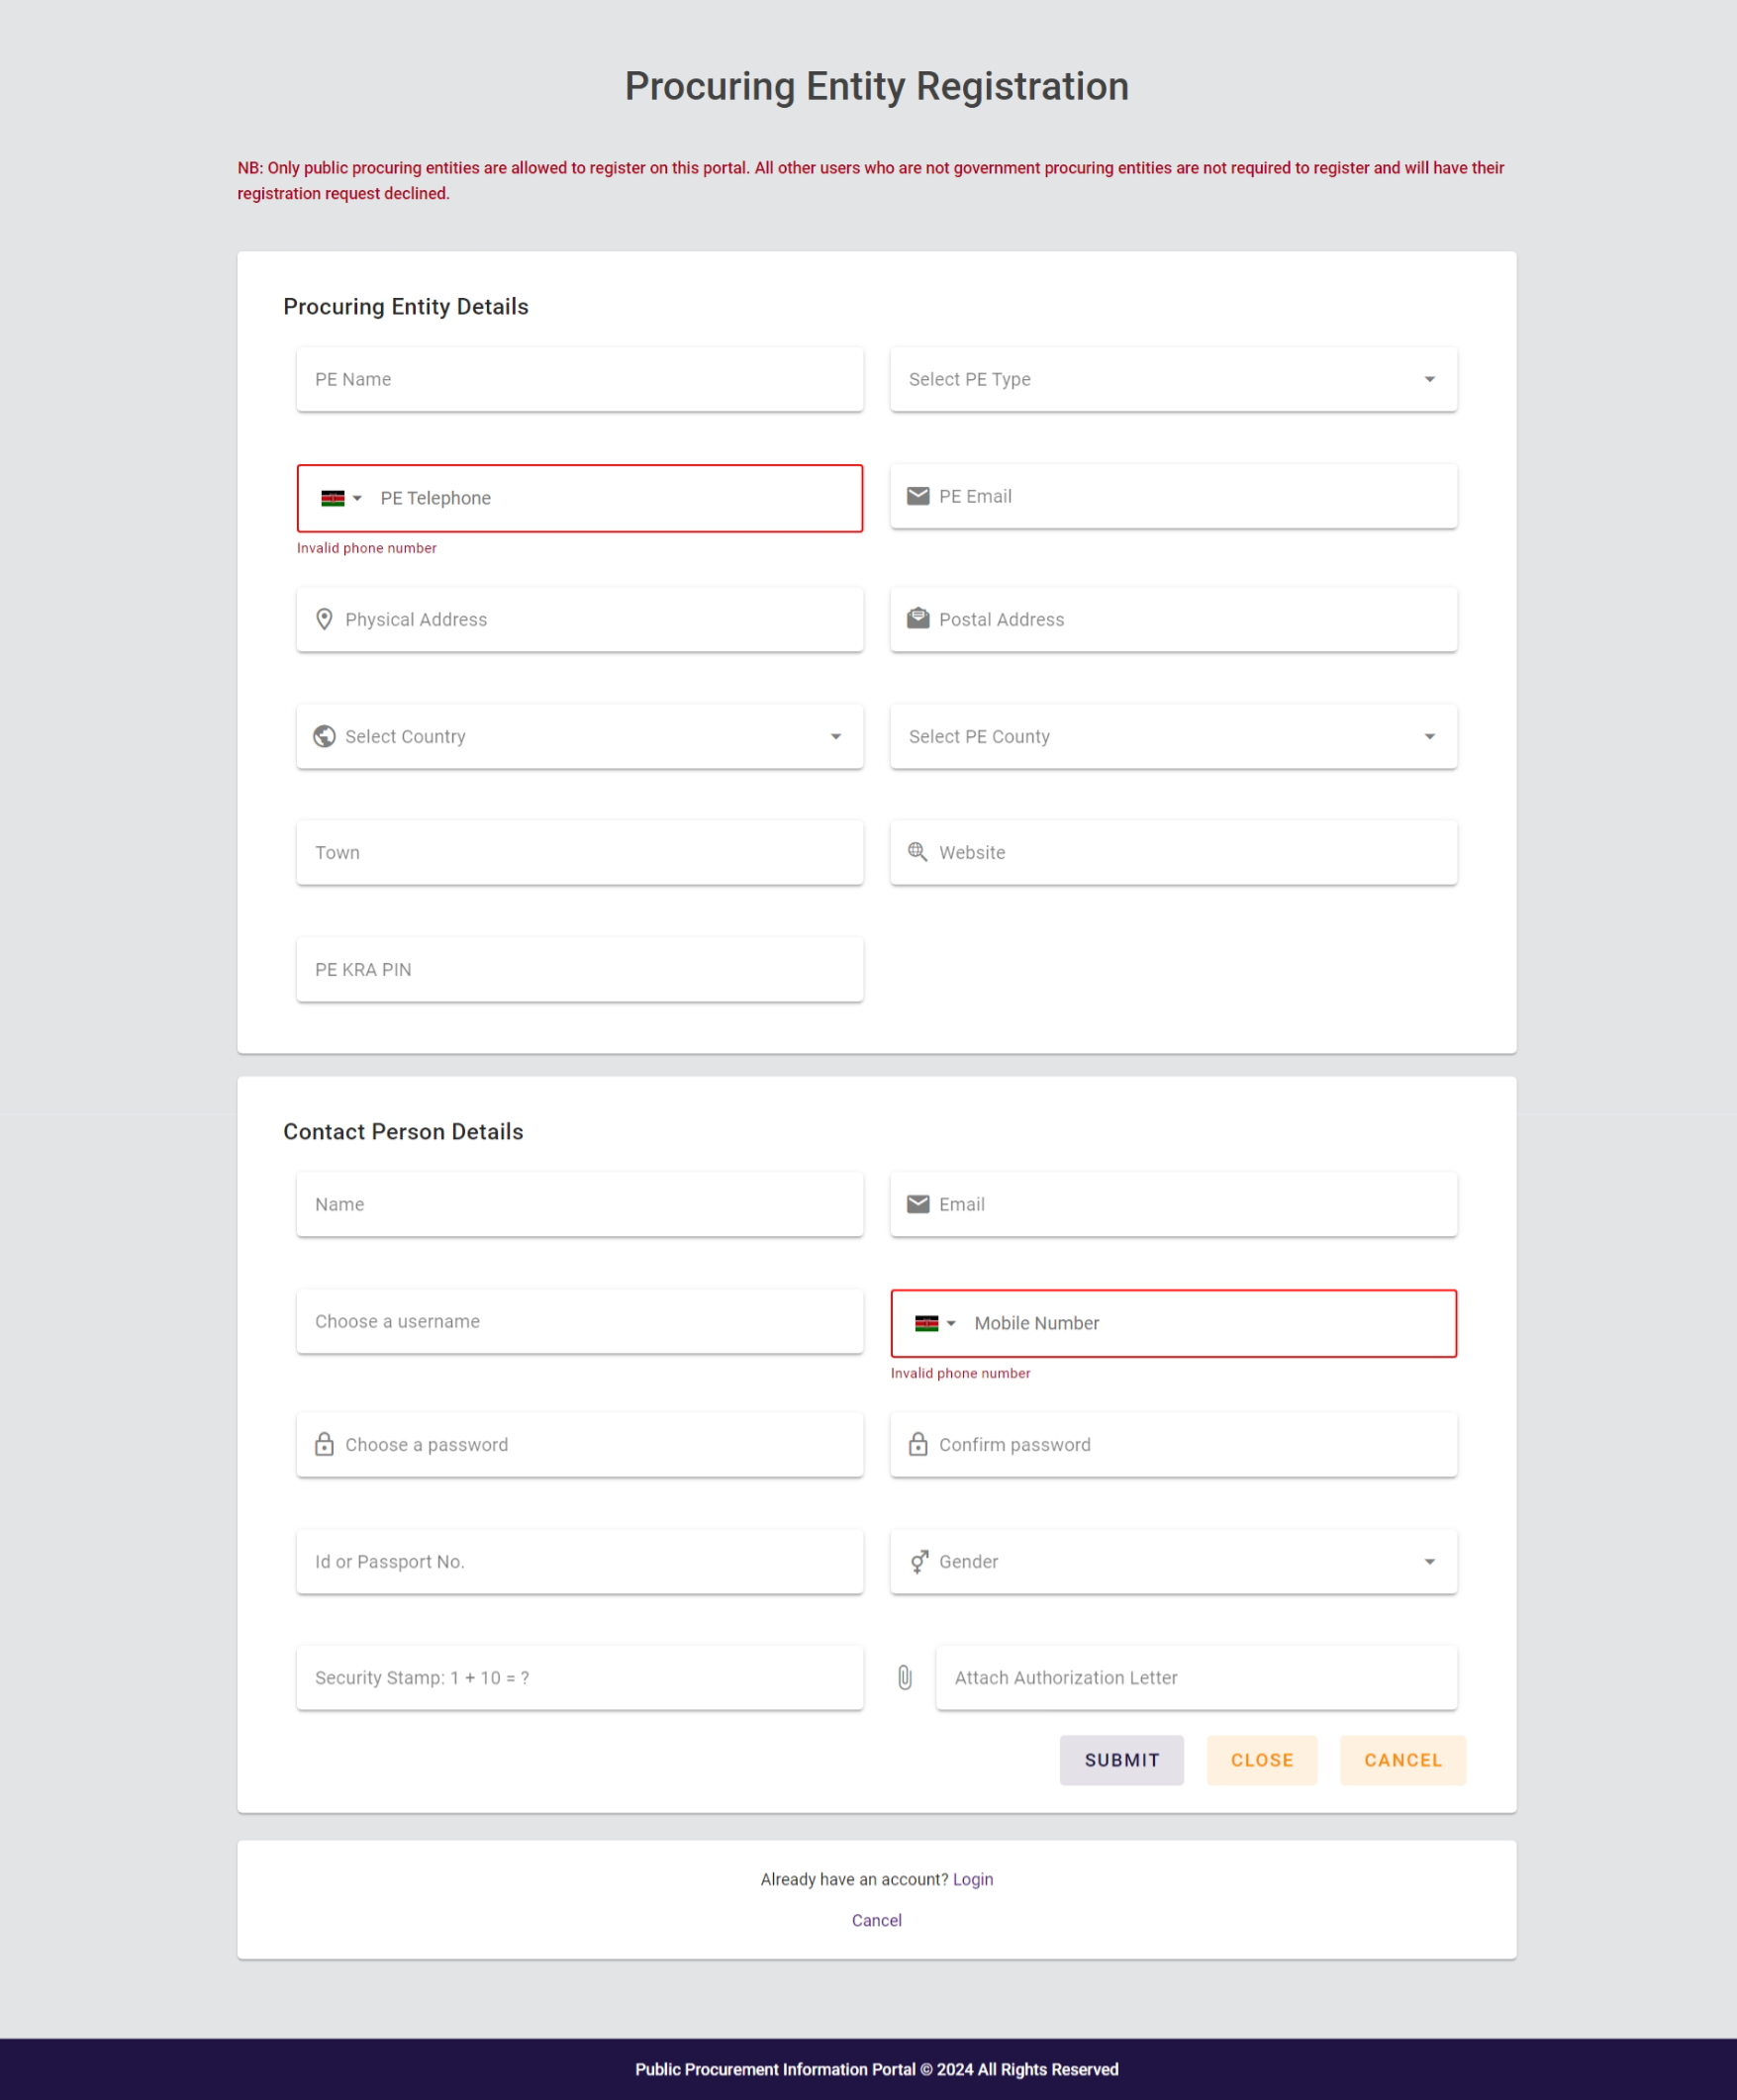 Procuring Entity Registration
NB: Only public procuring entities are allowed to register on this portal. All other users who are not government procuring entities are not required to register and will have their
registration request declined.
Procuring Entity Details
PE Name
Select PE Type
PE Telephone
PE Email
Invalid phone number
Physical Address
Postal Address
Select Country
Select PE County
Town
Website
PE KRA PIN
Contact Person Details
Name
Email
Choose a username
Mobile Number
Invalid phone number
Choose a password
Confirm password
Id or Passport No.
Gender
Security Stamp: 1 + 10 = ?
Attach Authorization Letter
SUBMIT
CLOSE
CANCEL
Already have an account? Login
Cancel
Public Procurement Information Portal © 2024 All Rights Reserved